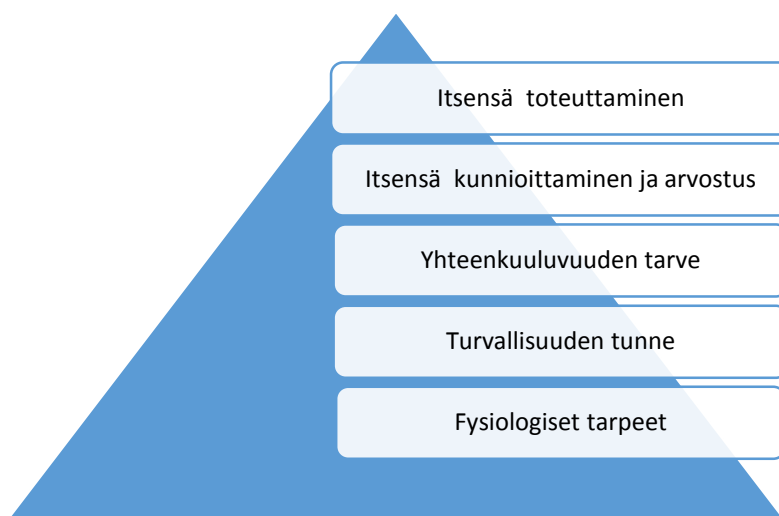 Itsensä toteuttaminen
Itsensä kunnioittaminen ja arvostus
Yhteenkuuluvuuden tarve
Turvallisuuden tunne
Fysiologiset tarpeet